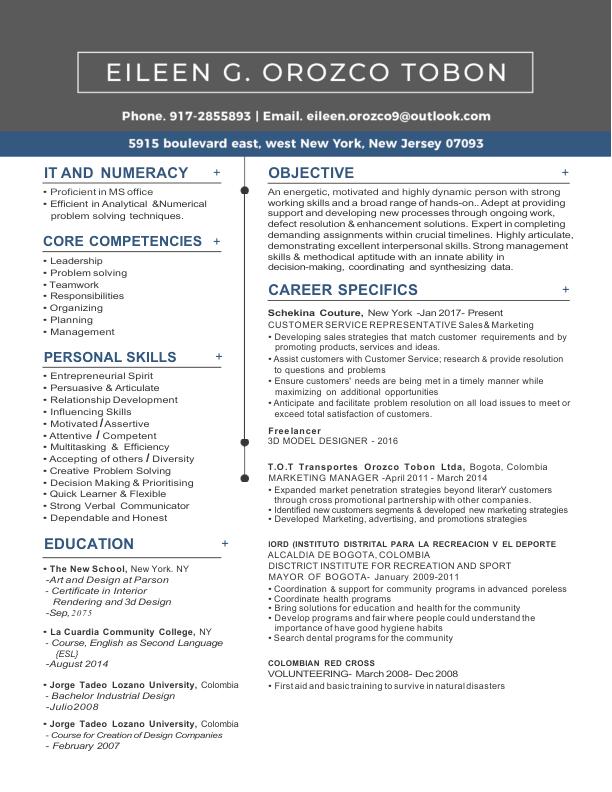 EILEEN G. OROZCO TOBON
Phone. 917-2855893 | Email. eileen.orozco9@outlook.com
5915 boulevard east, west New York, New Jersey 07093
IT AND NUMERACY +
• Proficient in MS office
• Efficient in Analytical &Numerical
problem solving techniques.
CORE COMPETENCIES +
• Leadership
• Problem solving
• Teamwork
• Responsibilities
• Organizing
• Planning
• Management
PERSONAL SKILLS +
• Entrepreneurial Spirit
• Persuasive & Articulate
• Relationship Development
• Influencing Skills
• Motivated / Assertive
• Attentive / Competent
• Multitasking & Efficiency
• Accepting of others / Diversity
• Creative Problem Solving
• Decision Making & Prioritising
• Quick Learner & Flexible
• Strong Verbal Communicator
• Dependable and Honest
EDUCATION +
• The New School, New York. NY
-Art and Design at Parson
- Certificate in Interior
Rendering and 3d Design
-Sep, 2075
• La Cuardia Community College, NY
- Course, English as Second Language
{ESL}
-August 2014
• Jorge Tadeo Lozano University, Colombia
- Bachelor Industrial Design
-Julio2008
• Jorge Tadeo Lozano University, Colombia
- Course for Creation of Design Companies
- February 2007
OBJECTIVE +
An energetic, motivated and highly dynamic person with strong
working skills and a broad range of hands-on.. Adept at providing
support and developing new processes through ongoing work,
defect resolution & enhancement solutions. Expert in completing
demanding assignments within crucial timelines. Highly articulate,
demonstrating excellent interpersonal skills. Strong management
skills & methodical aptitude with an innate ability in
decision-making, coordinating and synthesizing data.
CAREER SPECIFICS +
Schekina Couture, New York -Jan 2017- Present
CUSTOMER SERVICE REPRESENTATIVE Sales & Marketing
• Developing sales strategies that match customer requirements and by
promoting products, services and ideas.
• Assist customers with Customer Service; research & provide resolution
to questions and problems
• Ensure customers' needs are being met in a timely manner while
maximizing on additional opportunities
• Anticipate and facilitate problem resolution on all load issues to meet or
exceed total satisfaction of customers.
Freelancer
3D MODEL DESIGNER - 2016
T.O.T Transportes Orozco Tobon Ltda, Bogota, Colombia
MARKETING MANAGER -April 2011 - March 2014
• Expanded market penetration strategies beyond literarY customers
through cross promotional partnership with other companies.
• Identified new customers segments & developed new marketing strategies
• Developed Marketing, advertising, and promotions strategies
IORD (INSTITUTO DISTRITAL PARA LA RECREACION V EL DEPORTE
ALCALDIA DE BOGOTA, COLOMBIA
DISCTRICT INSTITUTE FOR RECREATION AND SPORT
MAYOR OF BOGOTA- January 2009-2011
• Coordination & support for community programs in advanced poreless
• Coordinate health programs
• Bring solutions for education and health for the community
• Develop programs and fair where people could understand the
importance of have good hygiene habits
• Search dental programs for the community
COLOMBIAN RED CROSS
VOLUNTEERING- March 2008- Dec 2008
• First aid and basic training to survive in natural disasters